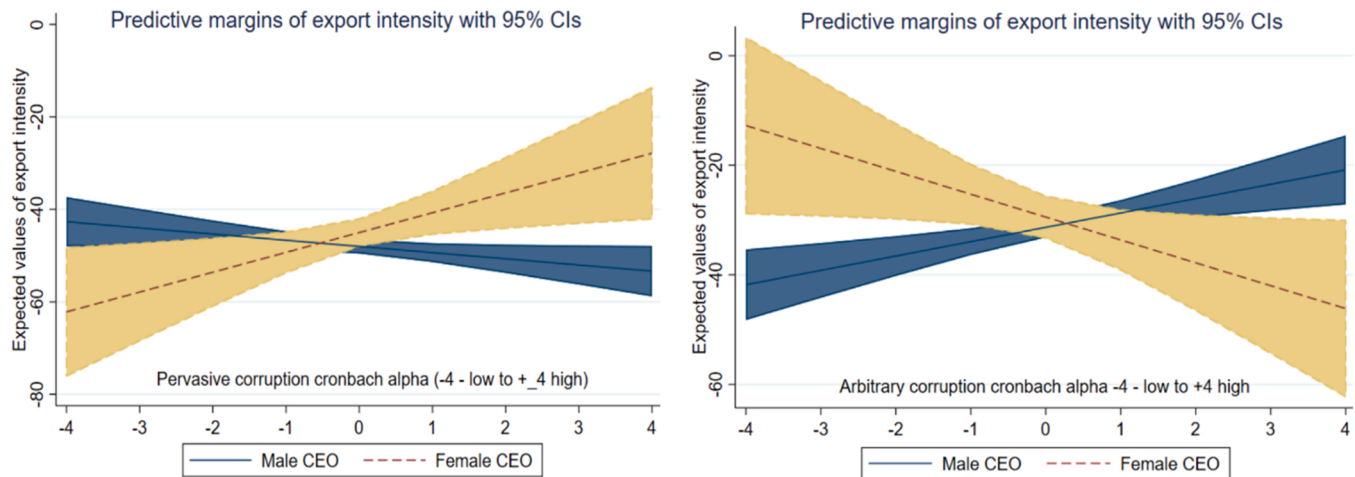 Predictive margins of export intensity with 95% CIs
Expected values of export intensity
0
-20
-40
-60
-80
Pervasive corruption cronbach alpha (-4 - low to +_4 high)
-4 -3 -2 -1 0 1 2 3 4
Male CEO Female CEO
Predictive margins of export intensity with 95% CIs
Expected values of export intensity
0
-20
-40
-60
Arbitrary corruption cronbach alpha -4 - low to +4 high
-4 -3 -2 -1 0 1 2 3 4
Male CEO Female CEO